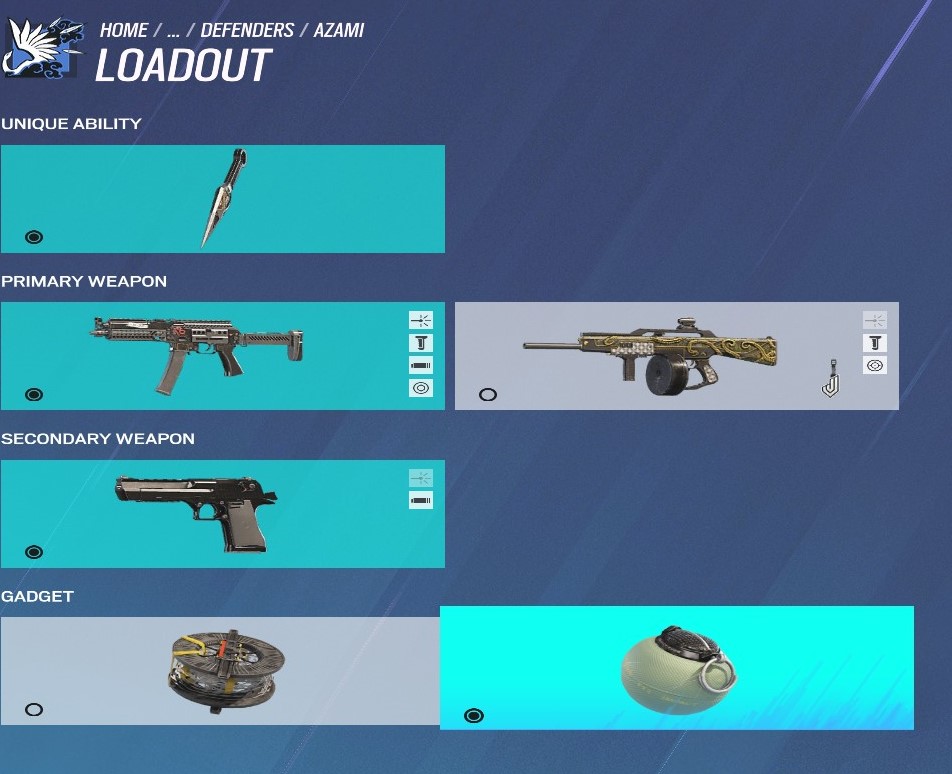 HOME / ... / DEFENDERS / AZAMI
LOADOUT
UNIQUE ABILITY
PRIMARY WEAPON
SECONDARY WEAPON
GADGET